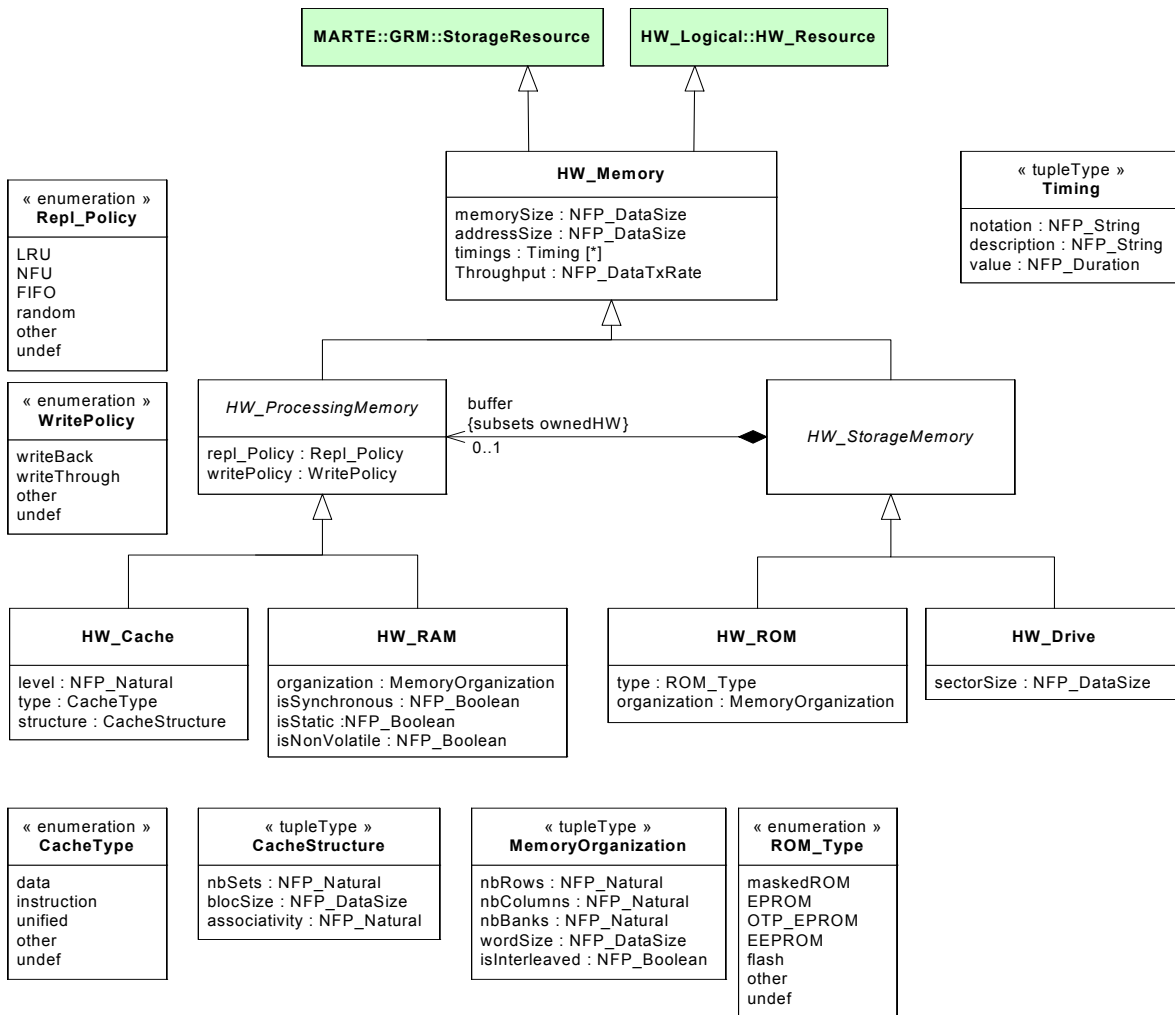 MARTE::GRM::StorageResource
HW_Logical::HW_Resource
HW_Memory
memorySize : NFP_DataSize
addressSize : NFP_DataSize
timings : Timing [*]
Throughput : NFP_DataTxRate
« tupleType »
Timing
notation : NFP_String
description : NFP_String
value : NFP_Duration
« enumeration »
Repl_Policy
LRU
NFU
FIFO
random
other
undef
« enumeration »
WritePolicy
writeBack
writeThrough
other
undef
HW_ProcessingMemory
repl_Policy : Repl_Policy
writePolicy : WritePolicy
buffer
{subsets ownedHW}
0..1
HW_StorageMemory
HW_Cache
level : NFP_Natural
type : CacheType
structure : CacheStructure
HW_RAM
organization : MemoryOrganization
isSynchronous : NFP_Boolean
isStatic :NFP_Boolean
isNonVolatile : NFP_Boolean
HW_ROM
type : ROM_Type
organization : MemoryOrganization
HW_Drive
sectorSize : NFP_DataSize
« enumeration »
CacheType
data
instruction
unified
other
undef
« tupleType »
CacheStructure
nbSets : NFP_Natural
blocSize : NFP_DataSize
associativity : NFP_Natural
« tupleType »
MemoryOrganization
nbRows : NFP_Natural
nbColumns : NFP_Natural
nbBanks : NFP_Natural
wordSize : NFP_DataSize
isInterleaved : NFP_Boolean
« enumeration »
ROM_Type
maskedROM
EPROM
OTP_EPROM
EEPROM
flash
other
undef